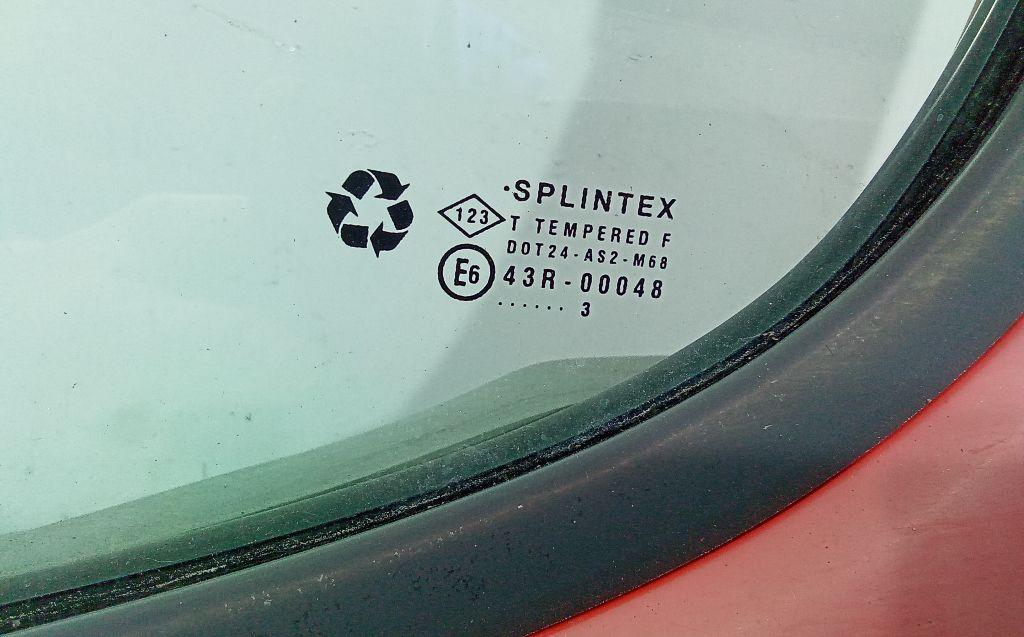 ·SPLINTEX
123
T TEMPERED F
DOT24-AS2-M68
E6 43R-00048
...... 3